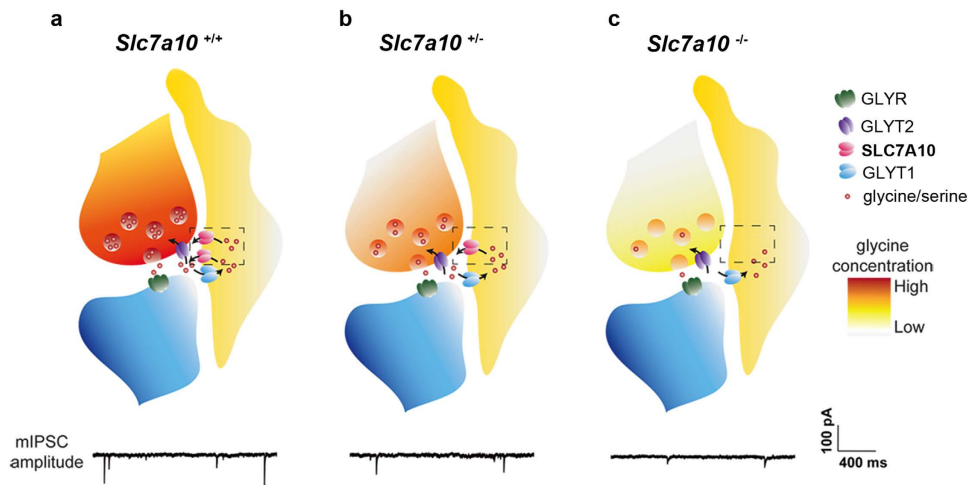 a
Slc7a10 +/+
b
Slc7a10 +/-
c
Slc7a10 -/-
GLYR
GLYT2
SLC7A10
GLYT1
glycine/serine
glycine
concentration
High
Low
mIPSC
amplitude
100 pA
400 ms